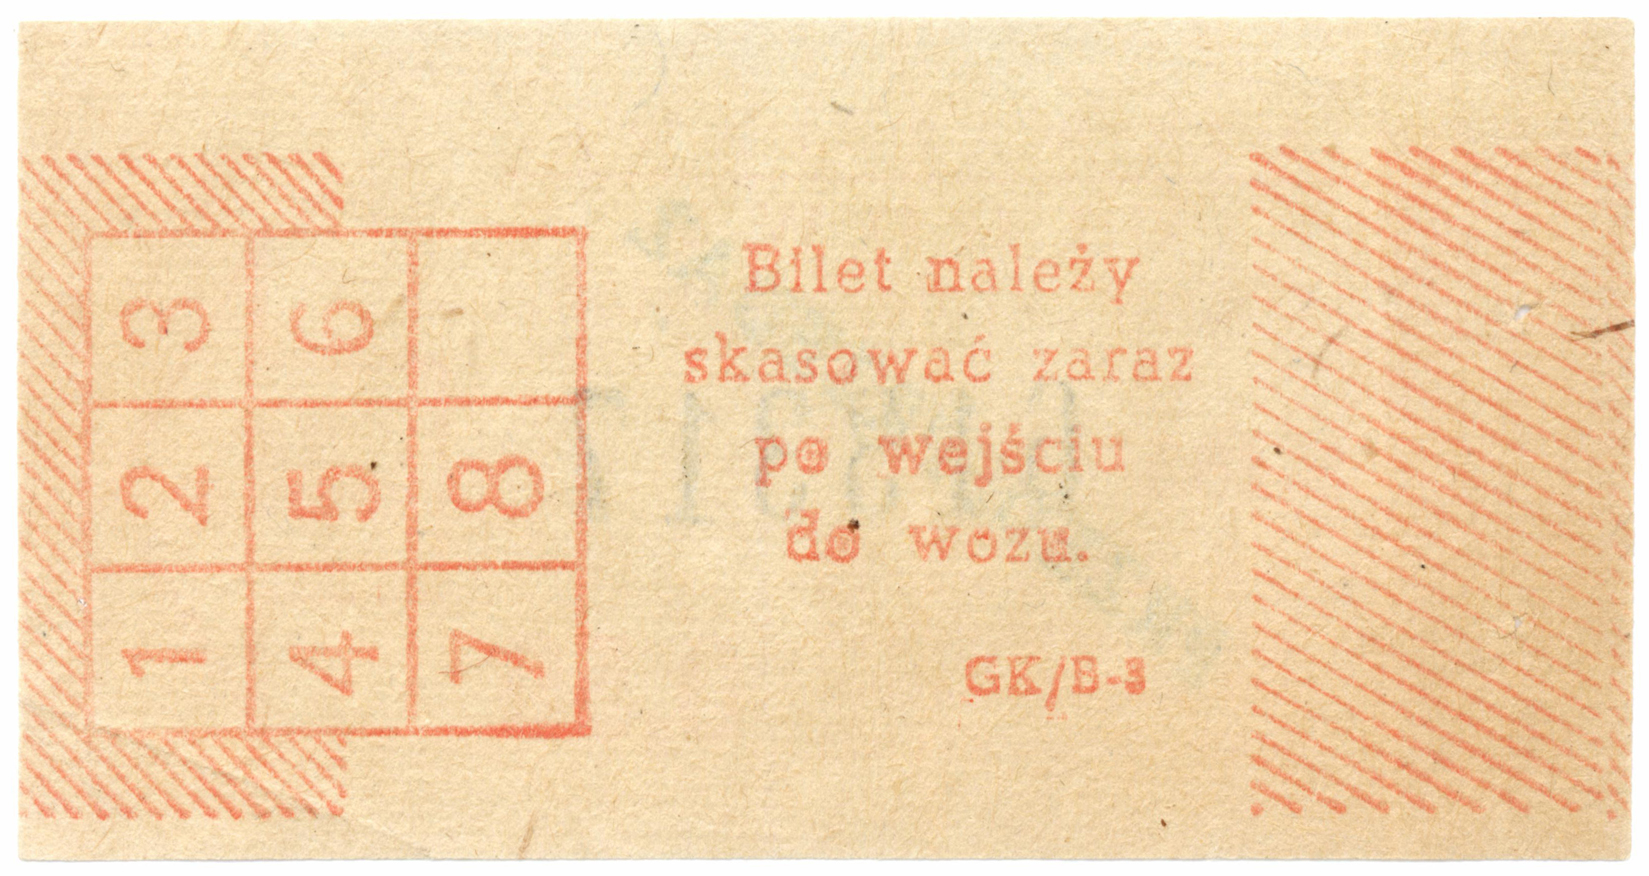 3 6
2 5 8
1 4 7
Bilet należy
skasować zaraz
po wejściu
do wozu.
GK/B-3